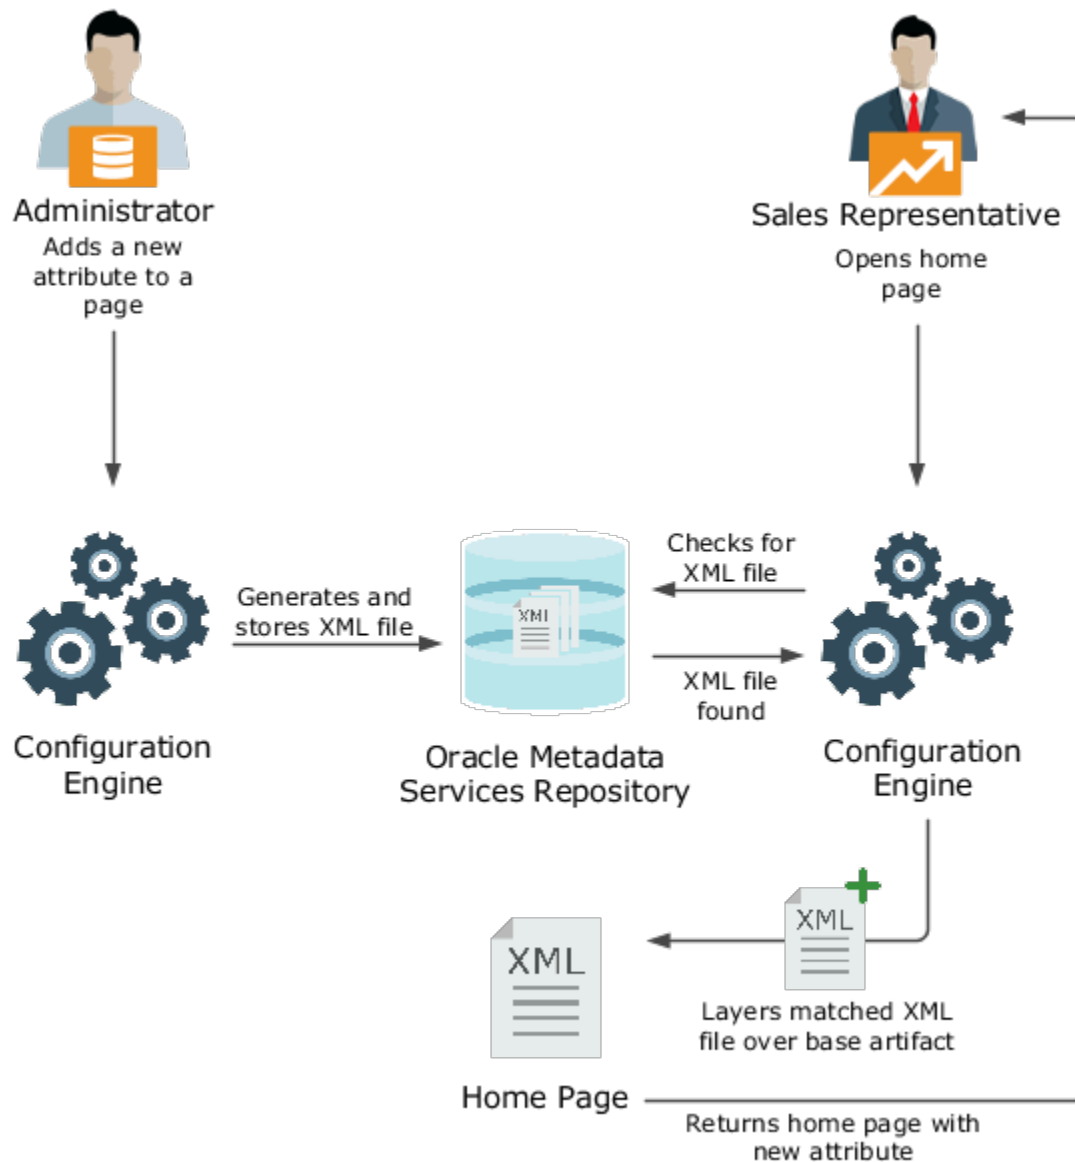 Administrator
Adds a new
attribute to a
page
Sales Representative
Opens home
page
Generates and
stores XML file
XML
Checks for
XML file
XML file
found
Configuration
Engine
Oracle Metadata
Services Repository
Configuration
Engine
XML
XML
Layers matched XML
file over base artifact
Home Page
Returns home page with
new attribute